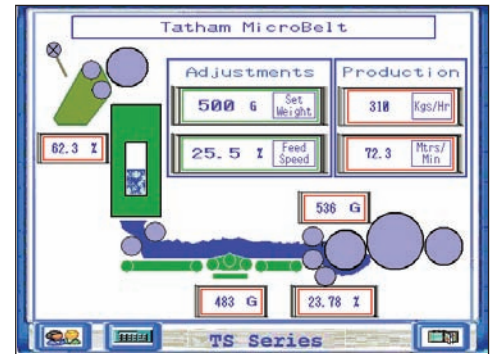 Tatham MicroBelt
Adjustments
Production
500 G Set Weight
310 Kgs/Hr
62.3 %
25.5 % Feed Speed
72.3 Mtrs/Min
536 G
483 G
23.78 %
TS Series